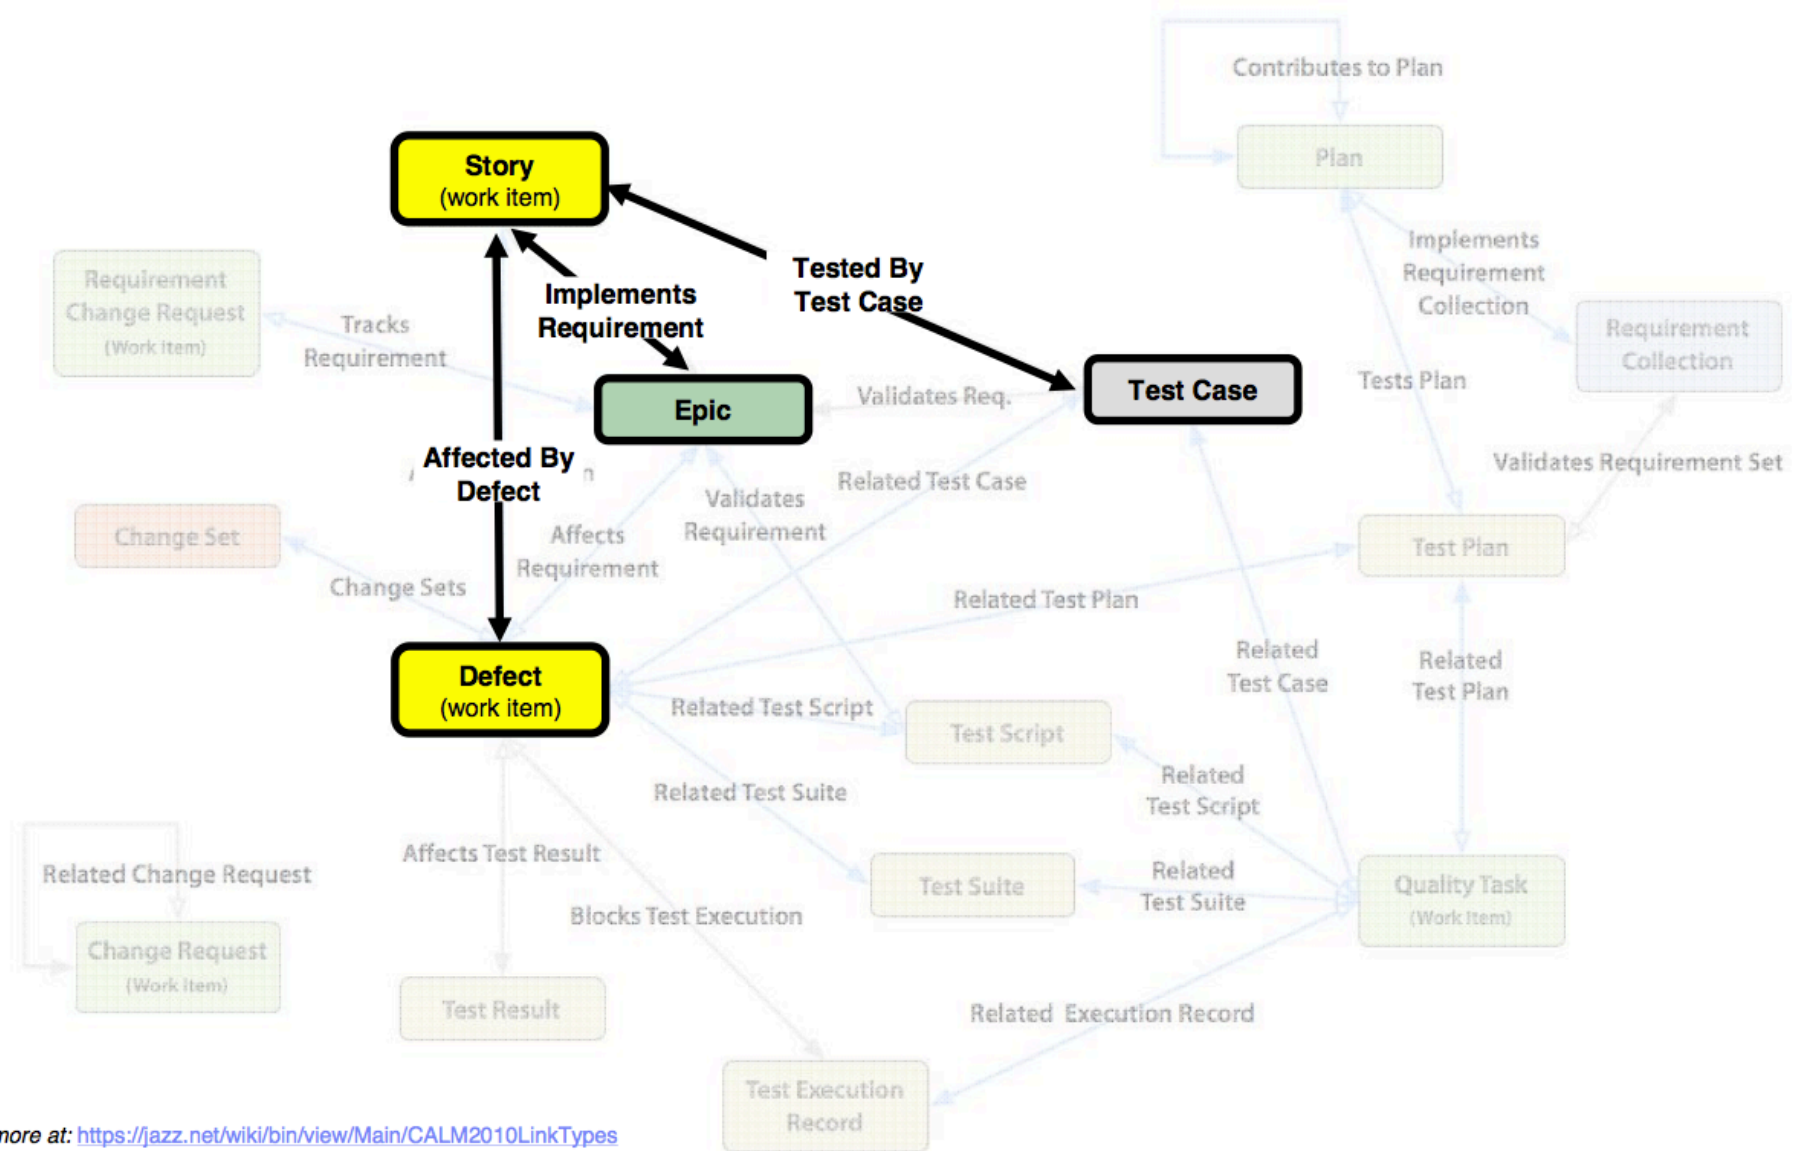 Contributes to Plan
Plan
Story
(work item)
Implements
Requirement
Collection
Requirement
Change Request
(Work Item)
Tracks
Requirement
Implements
Requirement
Tested By
Test Case
Requirement
Collection
Tests Plan
Epic
Validates Req.
Test Case
Affected By
Defect
Validates
Requirement
Related Test Case
Validates Requirement Set
Change Set
Change Sets
Affects
Requirement
Test Plan
Related Test Plan
Related
Test Case
Related
Test Plan
Defect
(work item)
Related Test Script
Test Script
Related
Test Script
Related Test Suite
Affects Test Result
Related Change Request
Test Suite
Related
Test Suite
Quality Task
(Work Item)
Blocks Test Execution
Change Request
(Work Item)
Test Result
Related Execution Record
Test Execution
Record
more at: https://jazz.net/wiki/bin/view/Main/CALM2010LinkTypes